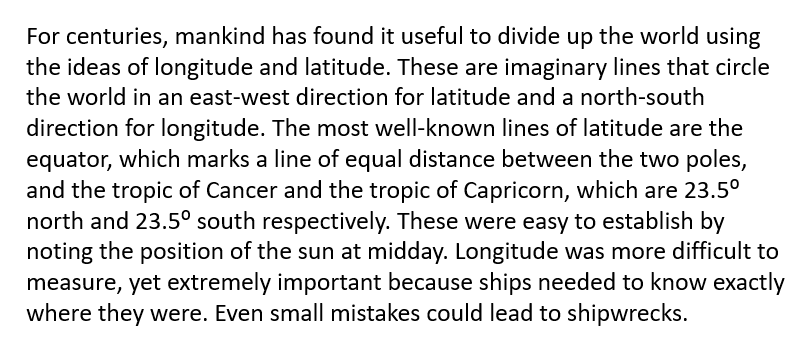 For centuries, mankind has found it useful to divide up the world using
the ideas of longitude and latitude. These are imaginary lines that circle
the world in an east-west direction for latitude and a north-south
direction for longitude. The most well-known lines of latitude are the
equator, which marks a line of equal distance between the two poles,
and the tropic of Cancer and the tropic of Capricorn, which are 23.5⁰
north and 23.5⁰ south respectively. These were easy to establish by
noting the position of the sun at midday. Longitude was more difficult to
measure, yet extremely important because ships needed to know exactly
where they were. Even small mistakes could lead to shipwrecks.